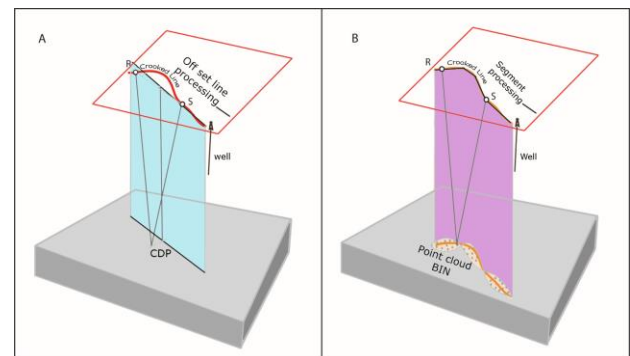 A
R
Crooked Line
Off set line
processing
S
well
CDP
B
R
Crooked Line
Segment
processing
S
Well
Point cloud
BIN